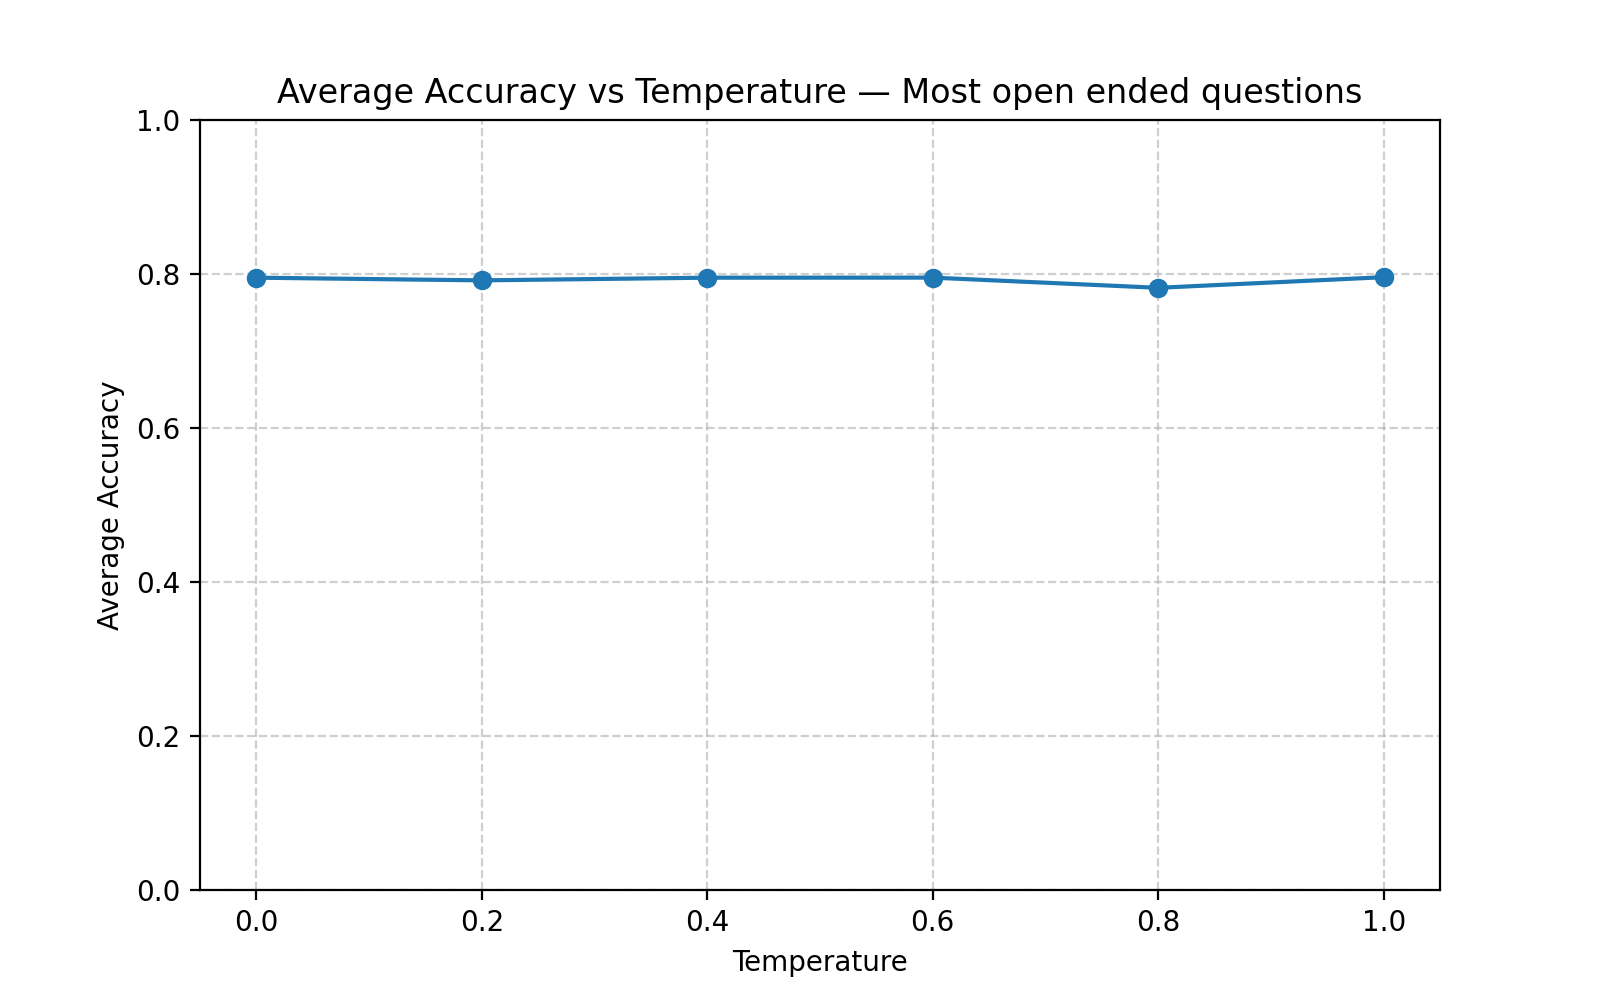 Average Accuracy vs Temperature — Most open ended questions
1.0
0.8
0.6
0.4
0.2
0.0
Average Accuracy
0.0 0.2 0.4 0.6 0.8 1.0
Temperature